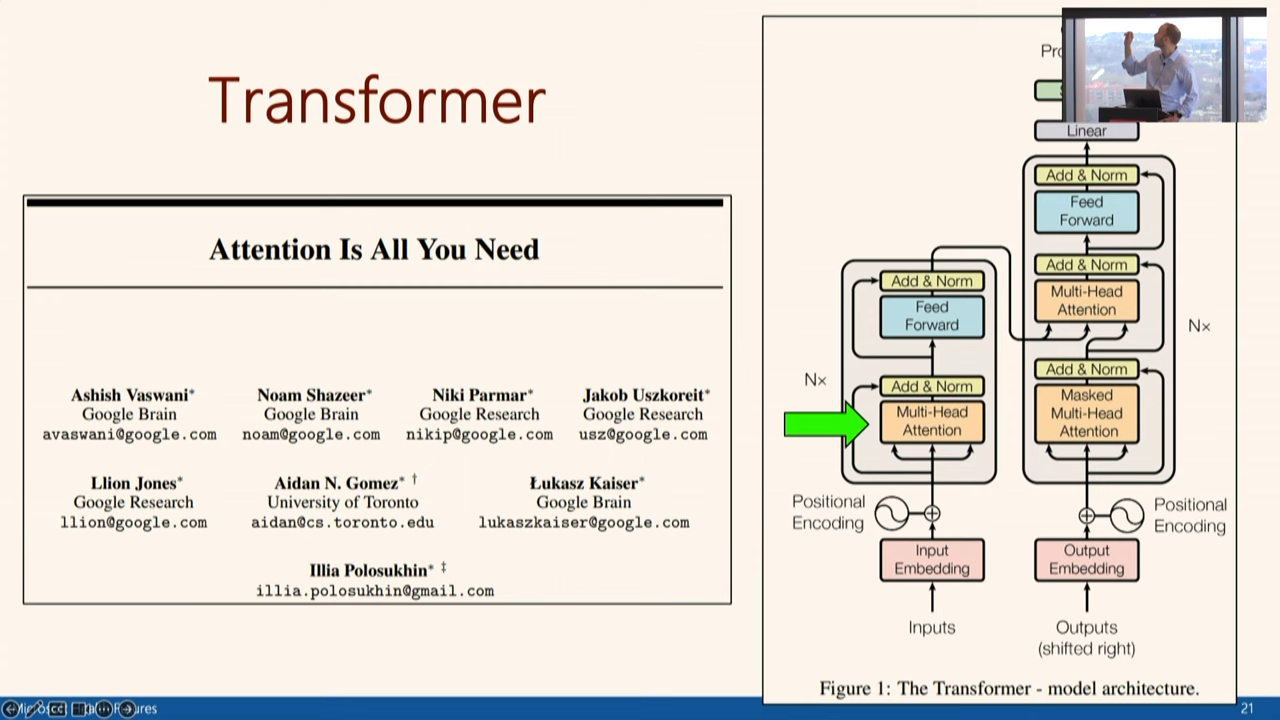 Transformer
Attention Is All You Need
Ashish Vaswani*
Google Brain
avaswani@google.com
Noam Shazeer*
Google Brain
noam@google.com
Niki Parmar*
Google Research
nikip@google.com
Jakob Uszkoreit*
Google Research
usz@google.com
Llion Jones*
Google Research
llion@google.com
Aidan N. Gomez* †
University of Toronto
aidan@cs.toronto.edu
Łukasz Kaiser*
Google Brain
lukaszkaiser@google.com
Illia Polosukhin* ‡
illia.polosukhin@gmail.com
Linear
Add & Norm
Feed
Forward
Add & Norm
Multi-Head
Attention
Nx
Add & Norm
Masked
Multi-Head
Attention
Add & Norm
Feed
Forward
Nx
Add & Norm
Multi-Head
Attention
Positional
Encoding
Positional
Encoding
Input
Embedding
Output
Embedding
Inputs
Outputs
(shifted right)
Figure 1: The Transformer - model architecture.
CC
21